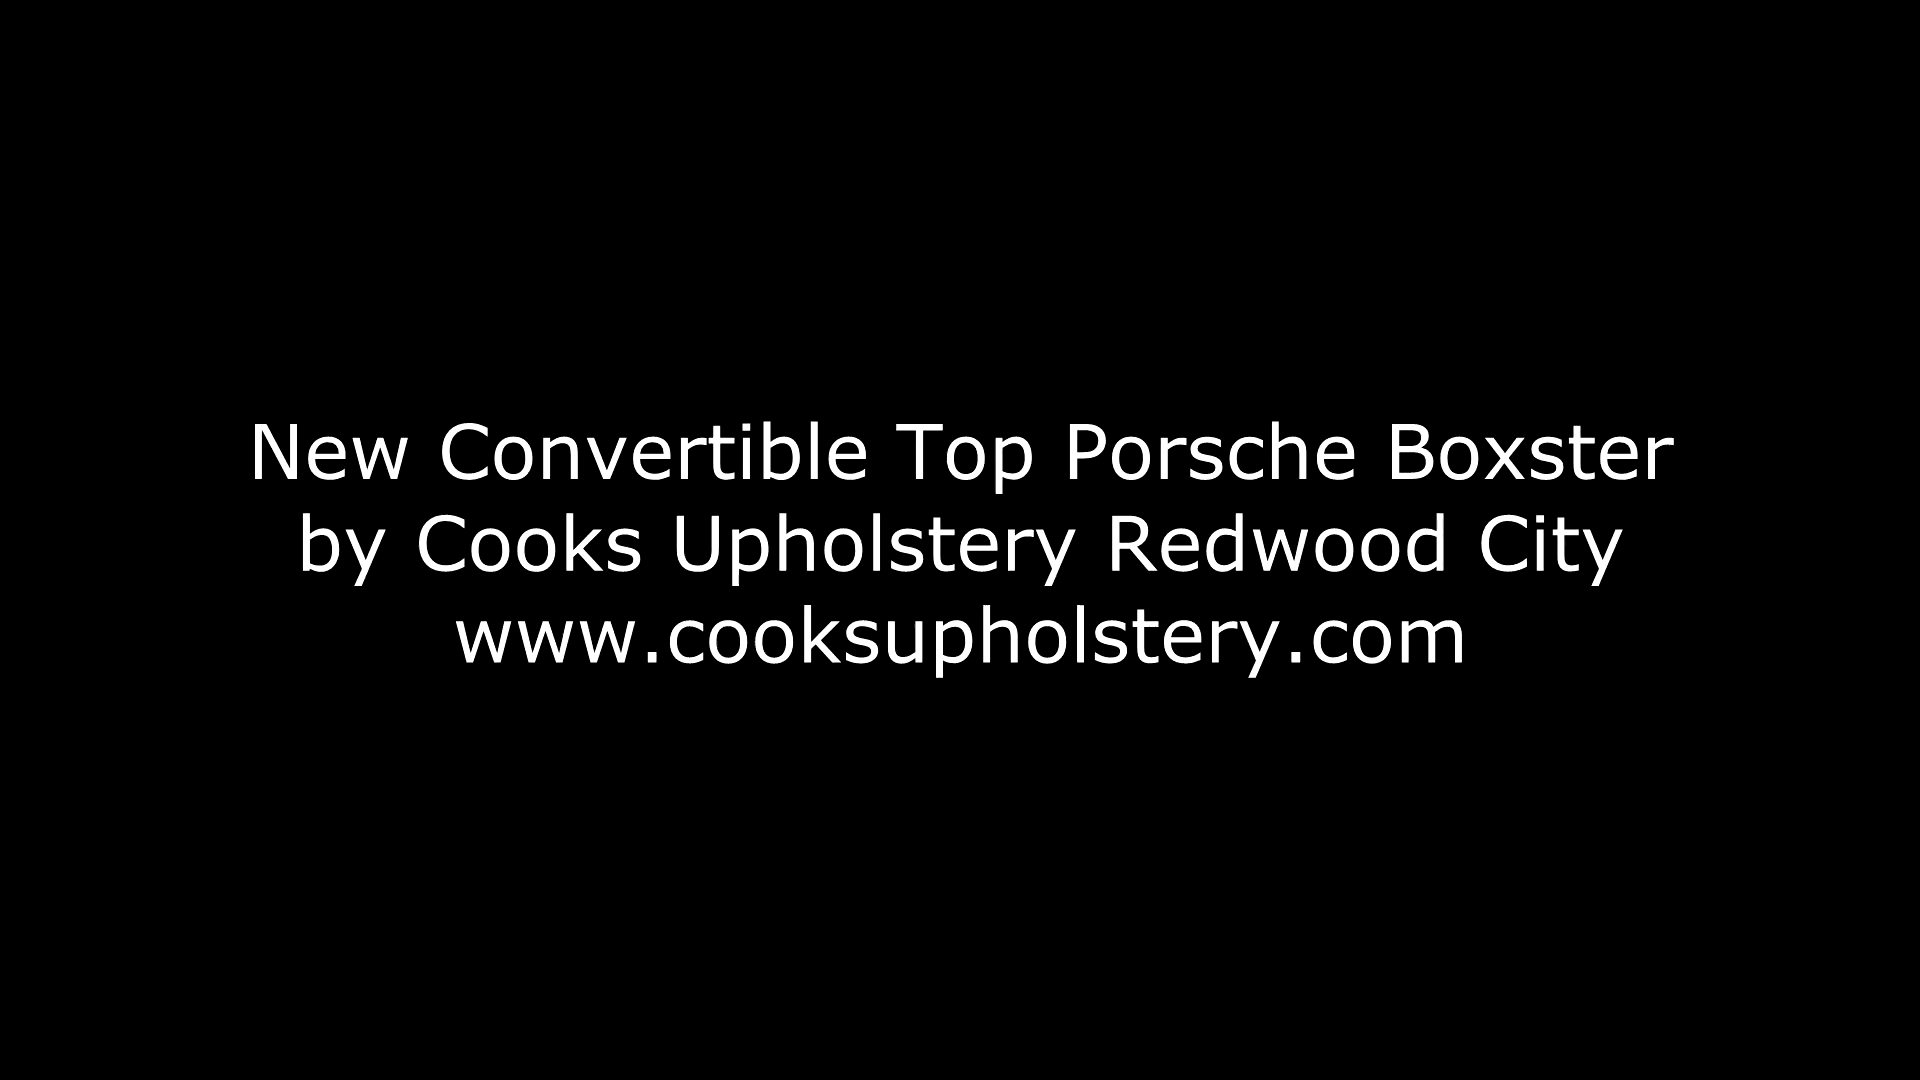 New Convertible Top Porsche Boxster
by Cooks Upholstery Redwood City
www.cooksupholstery.com